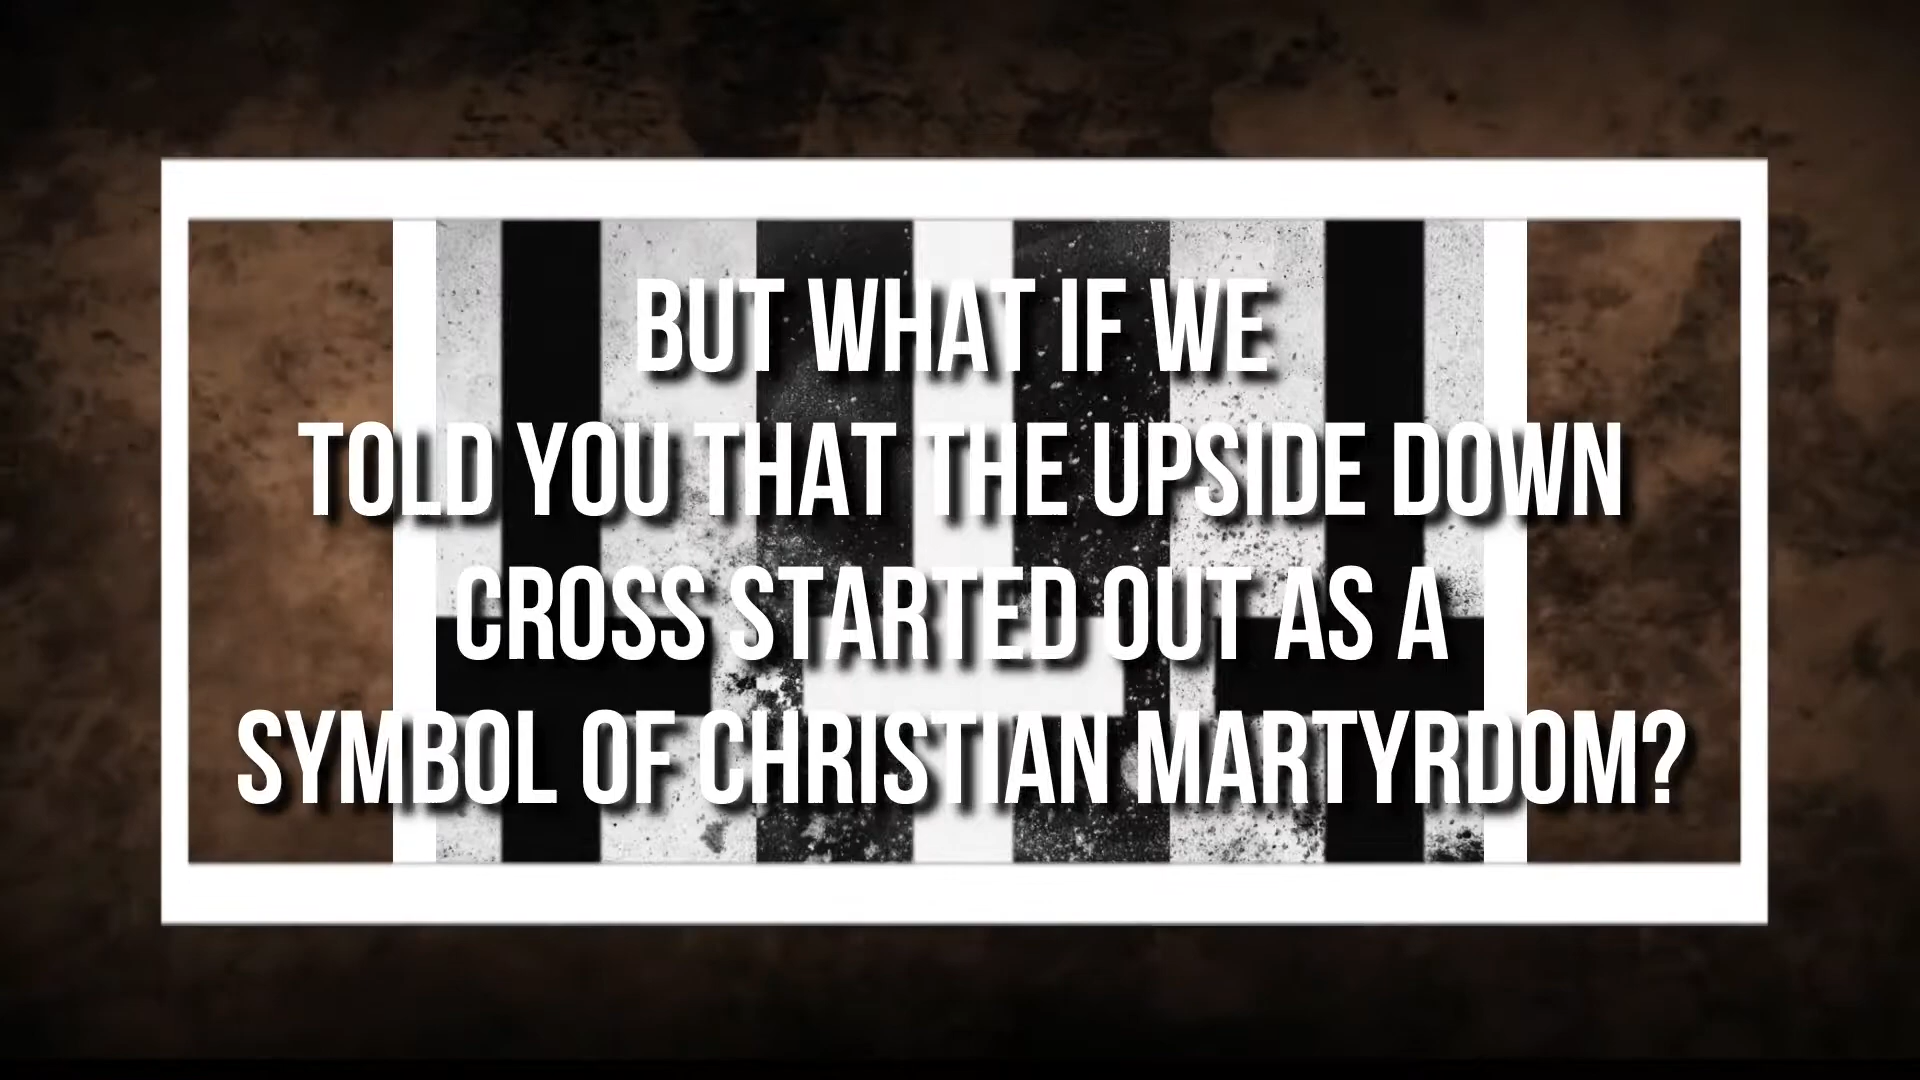 BUT WHAT IF WE
TOLD YOU THAT THE UPSIDE DOWN
CROSS STARTED OUT AS A
SYMBOL OF CHRISTIAN MARTYRDOM?